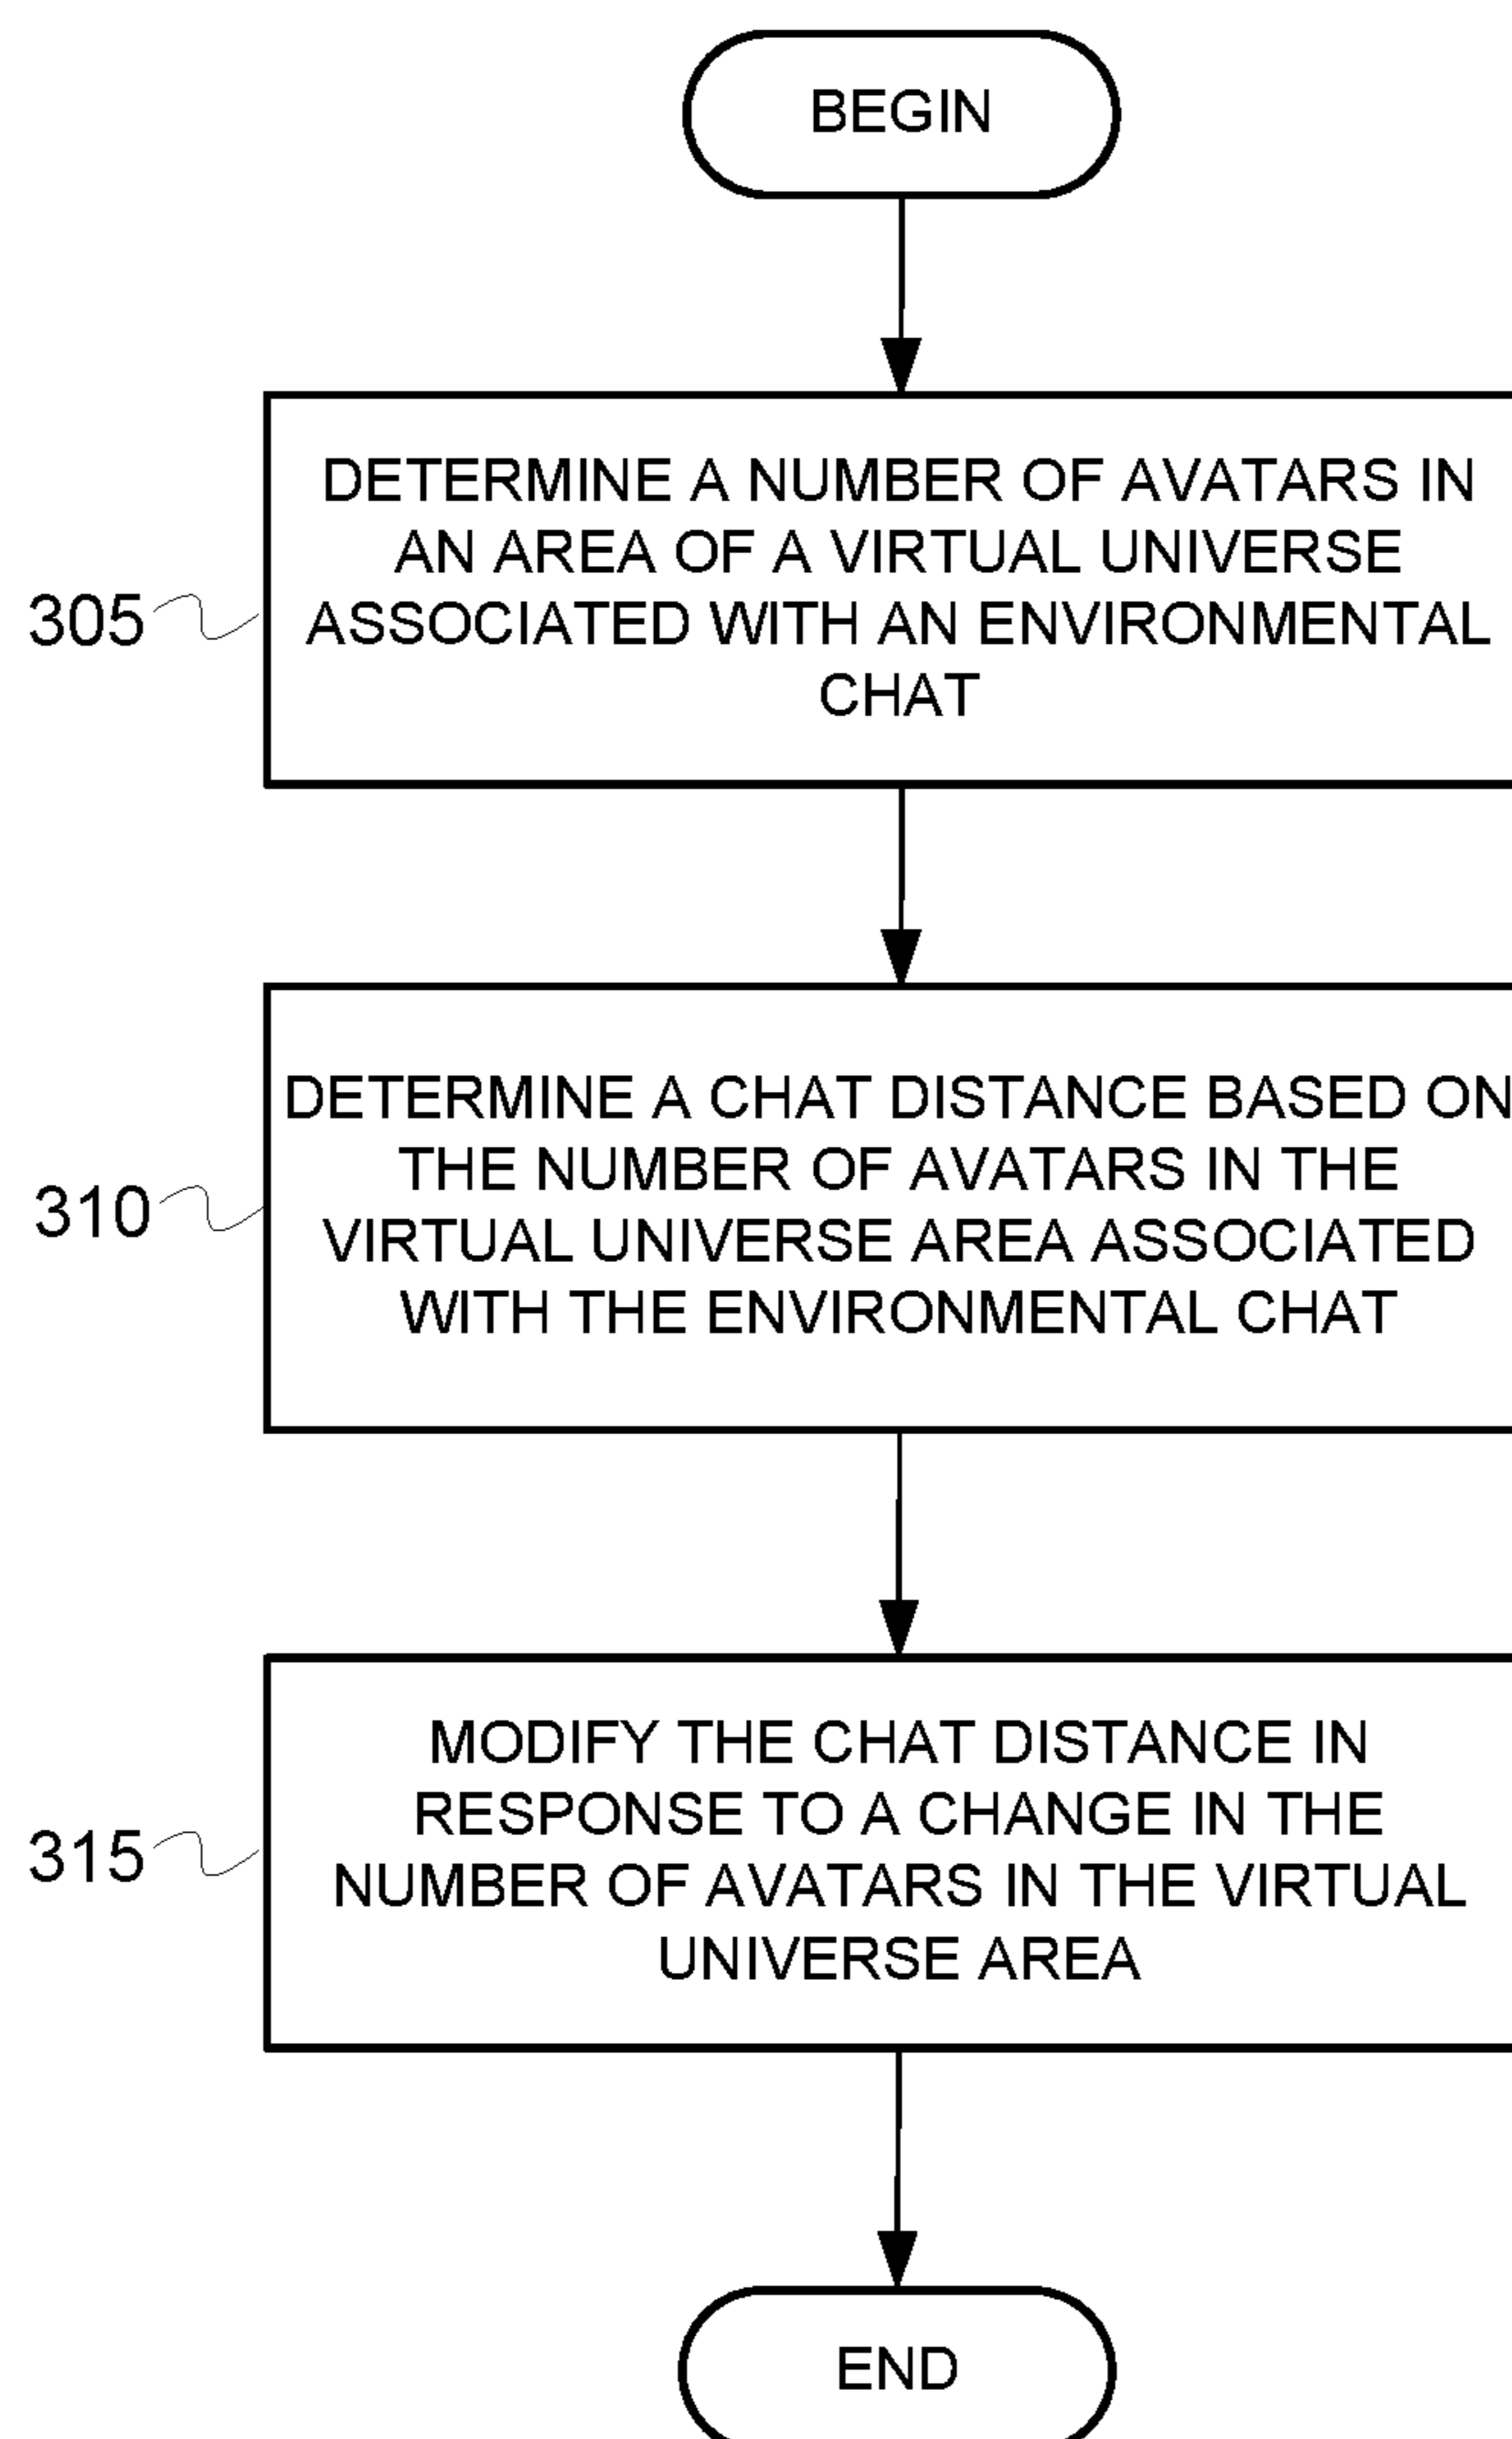 BEGIN
DETERMINE A NUMBER OF AVATARS IN
AN AREA OF A VIRTUAL UNIVERSE
305
ASSOCIATED WITH AN ENVIRONMENTAL
CHAT
DETERMINE A CHAT DISTANCE BASED ON
THE NUMBER OF AVATARS IN THE
310
VIRTUAL UNIVERSE AREA ASSOCIATED
WITH THE ENVIRONMENTAL CHAT
MODIFY THE CHAT DISTANCE IN
RESPONSE TO A CHANGE IN THE
315
NUMBER OF AVATARS IN THE VIRTUAL
UNIVERSE AREA
END